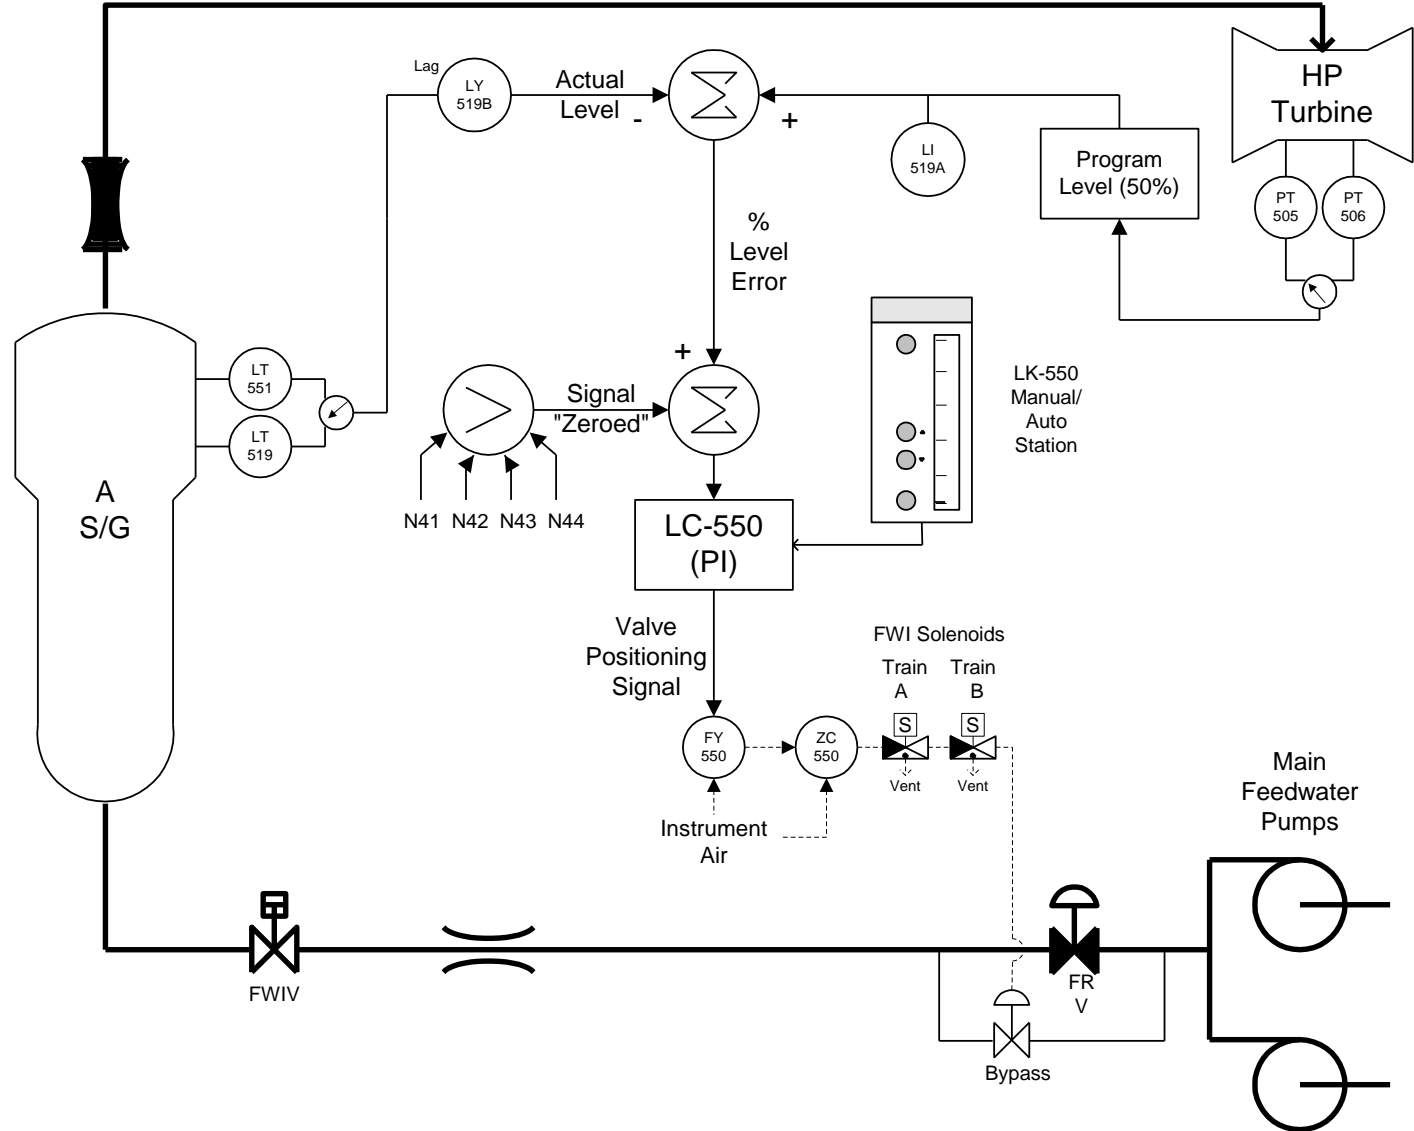 Lag
LY
519B
Actual
Level
-
+
HP
Turbine
LI
519A
Program
Level (50%)
PT
505
PT
506
%
Level
Error
LT
551
LT
519
+
Signal
"Zeroed"
LK-550
Manual/
Auto
Station
A
S/G
N41 N42 N43 N44
LC-550
(PI)
Valve
Positioning
Signal
FWI Solenoids
Train
A
Train
B
S
S
FY
550
ZC
550
Vent
Vent
Instrument
Air
Main
Feedwater
Pumps
FWIV
FR
V
Bypass